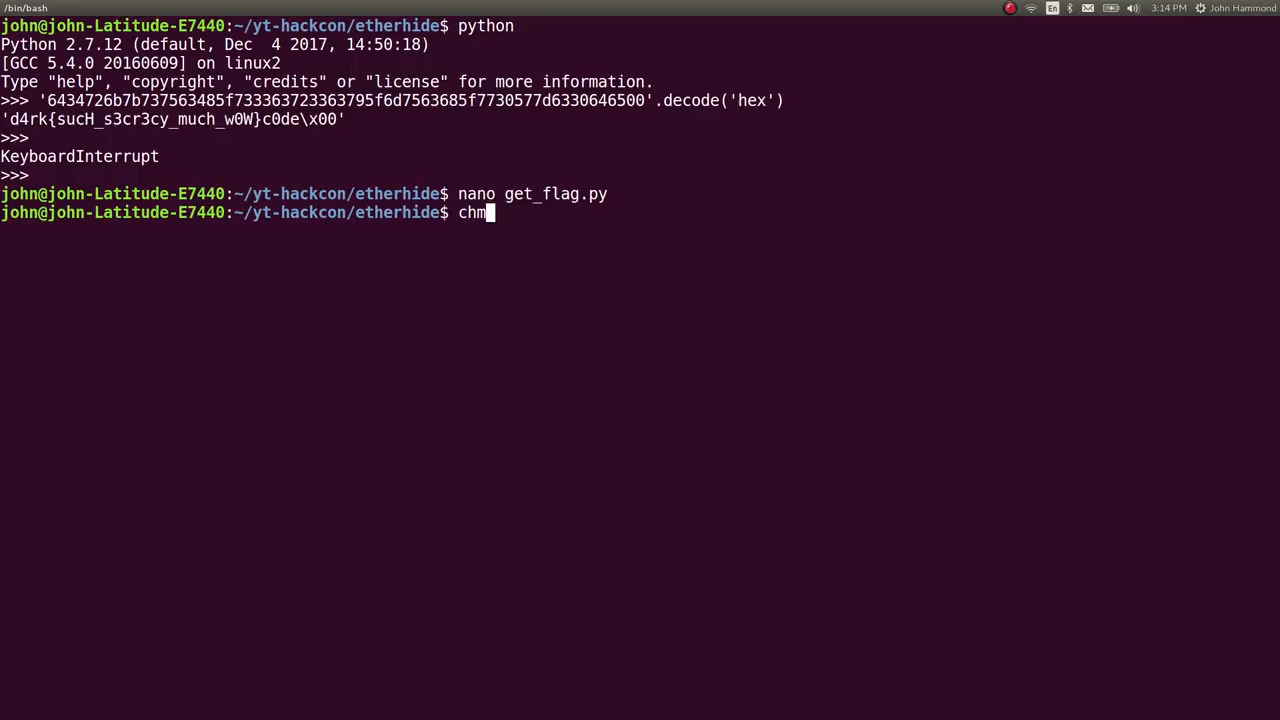 /bin/bash
En
3:14 PM
John Hammond
john@john-Latitude-E7440:~/yt-hackcon/etherhide$ python
Python 2.7.12 (default, Dec  4 2017, 14:50:18)
[GCC 5.4.0 20160609] on linux2
Type "help", "copyright", "credits" or "license" for more information.
>>> '6434726b7b737563485f733363723363795f6d7563685f7730577d6330646500'.decode('hex')
'd4rk{sucH_s3cr3cy_much_w0W}c0de\x00'
>>>
KeyboardInterrupt
>>>
john@john-Latitude-E7440:~/yt-hackcon/etherhide$ nano get_flag.py
john@john-Latitude-E7440:~/yt-hackcon/etherhide$ chm